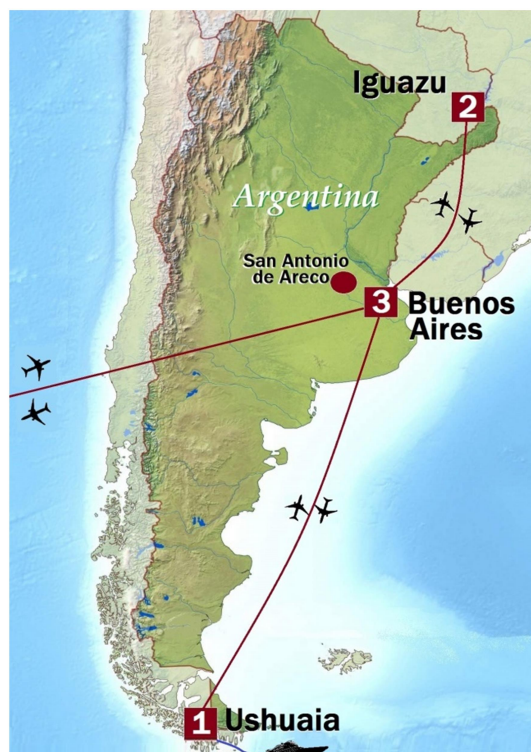 Iguazu
2
Argentina
San Antonio
de Areco
3
Buenos
Aires
1
Ushuaia